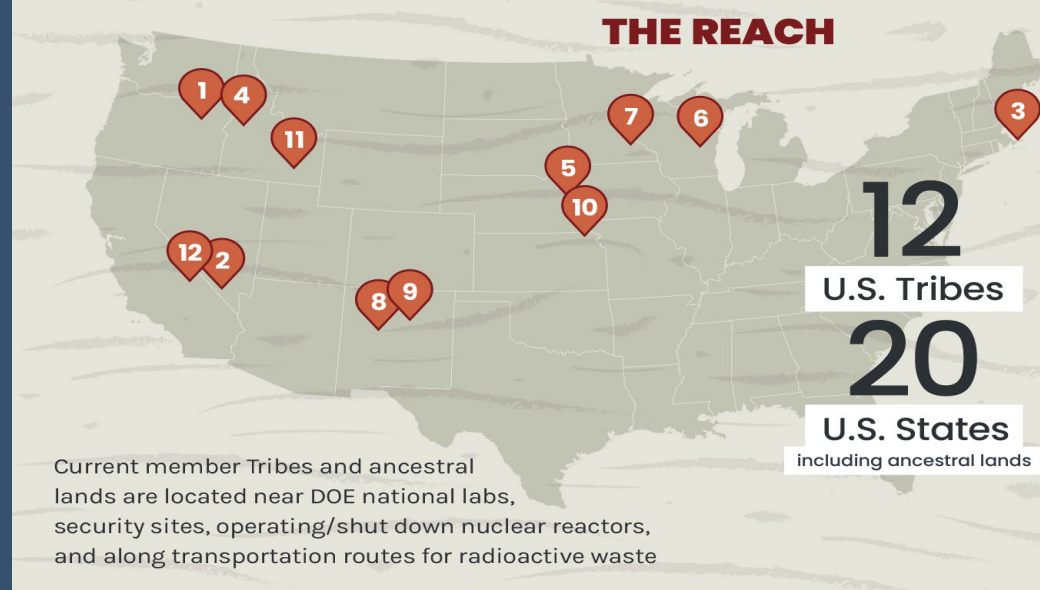 THE REACH
1
4
11
7
6
3
5
10
12
2
8
9
12
U.S. Tribes
20
U.S. States
including ancestral lands
Current member Tribes and ancestral
lands are located near DOE national labs,
security sites, operating/shut down nuclear reactors,
and along transportation routes for radioactive waste